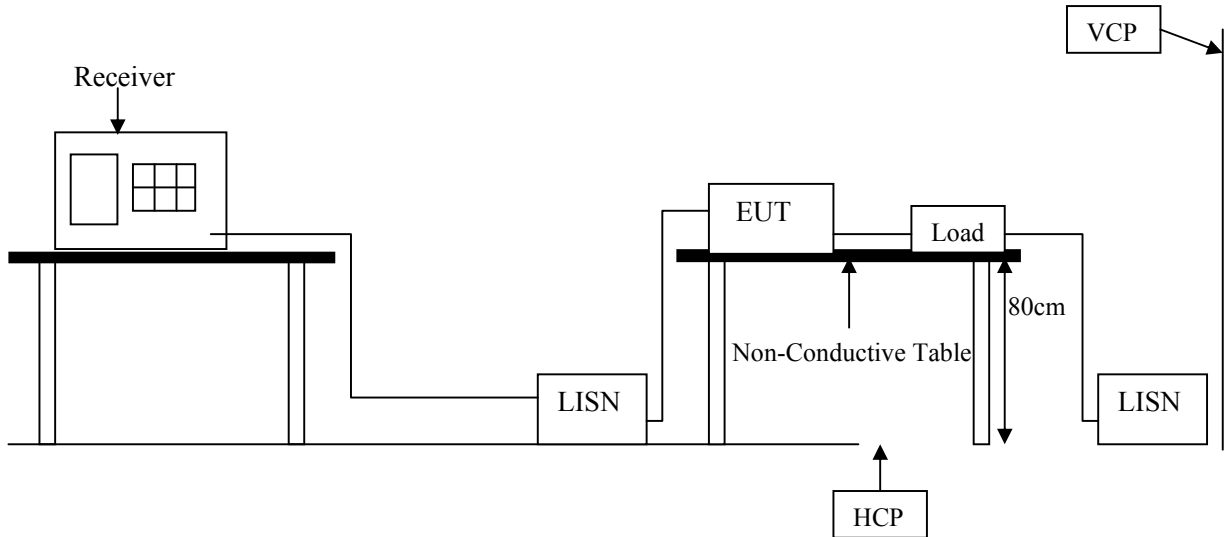 VCP
Receiver
EUT
Load
80cm
Non-Conductive Table
LISN
LISN
HCP